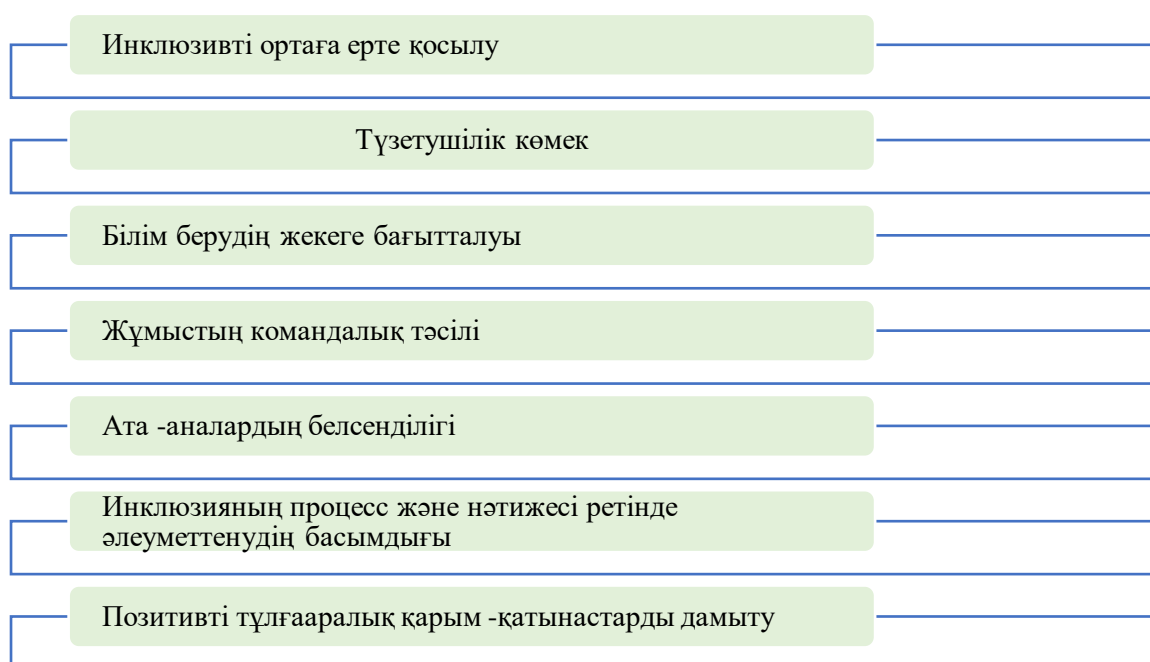 Инклюзивті ортаға ерте қосылу
Түзетушілік көмек
Білім берудің жекеге бағытталуы
Жұмыстың командалық тәсілі
Ата -аналардың белсенділігі
Инклюзияның процесс және нәтижесі ретінде
әлеуметтенудің басымдығы
Позитивті тұлғааралық қарым -қатынастарды дамыту